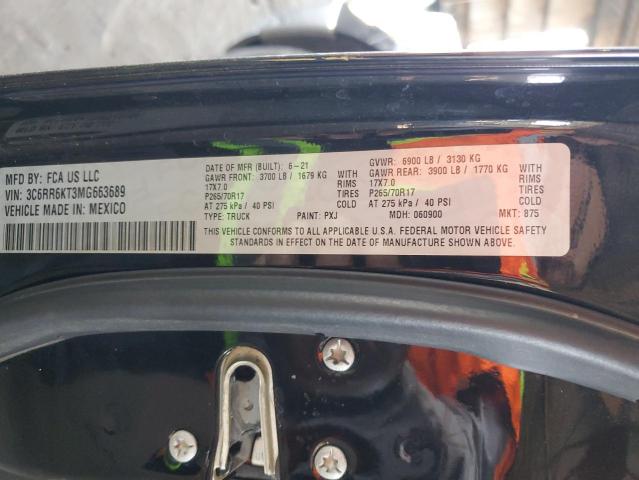 MFD BY: FCA US LLC
VIN: 3C6RR6KT3MG663689
VEHICLE MADE IN: MEXICO
DATE OF MFR (BUILT): 6-21
GAWR FRONT: 3700 LB / 1679 KG
17X7.0 RIMS
P265/70R17 TIRES
AT 275 kPa / 40 PSI
TYPE: TRUCK PAINT: PXJ
GVWR: 6900 LB / 3130 KG
GAWR REAR: 3900 LB / 1770 KG
17X7.0 RIMS
P265/70R17 TIRES
AT 275 kPa / 40 PSI
MDH: 060900 MKT: 875
THIS VEHICLE CONFORMS TO ALL APPLICABLE U.S.A. FEDERAL MOTOR VEHICLE SAFETY
STANDARDS IN EFFECT ON THE DATE OF MANUFACTURE SHOWN ABOVE.